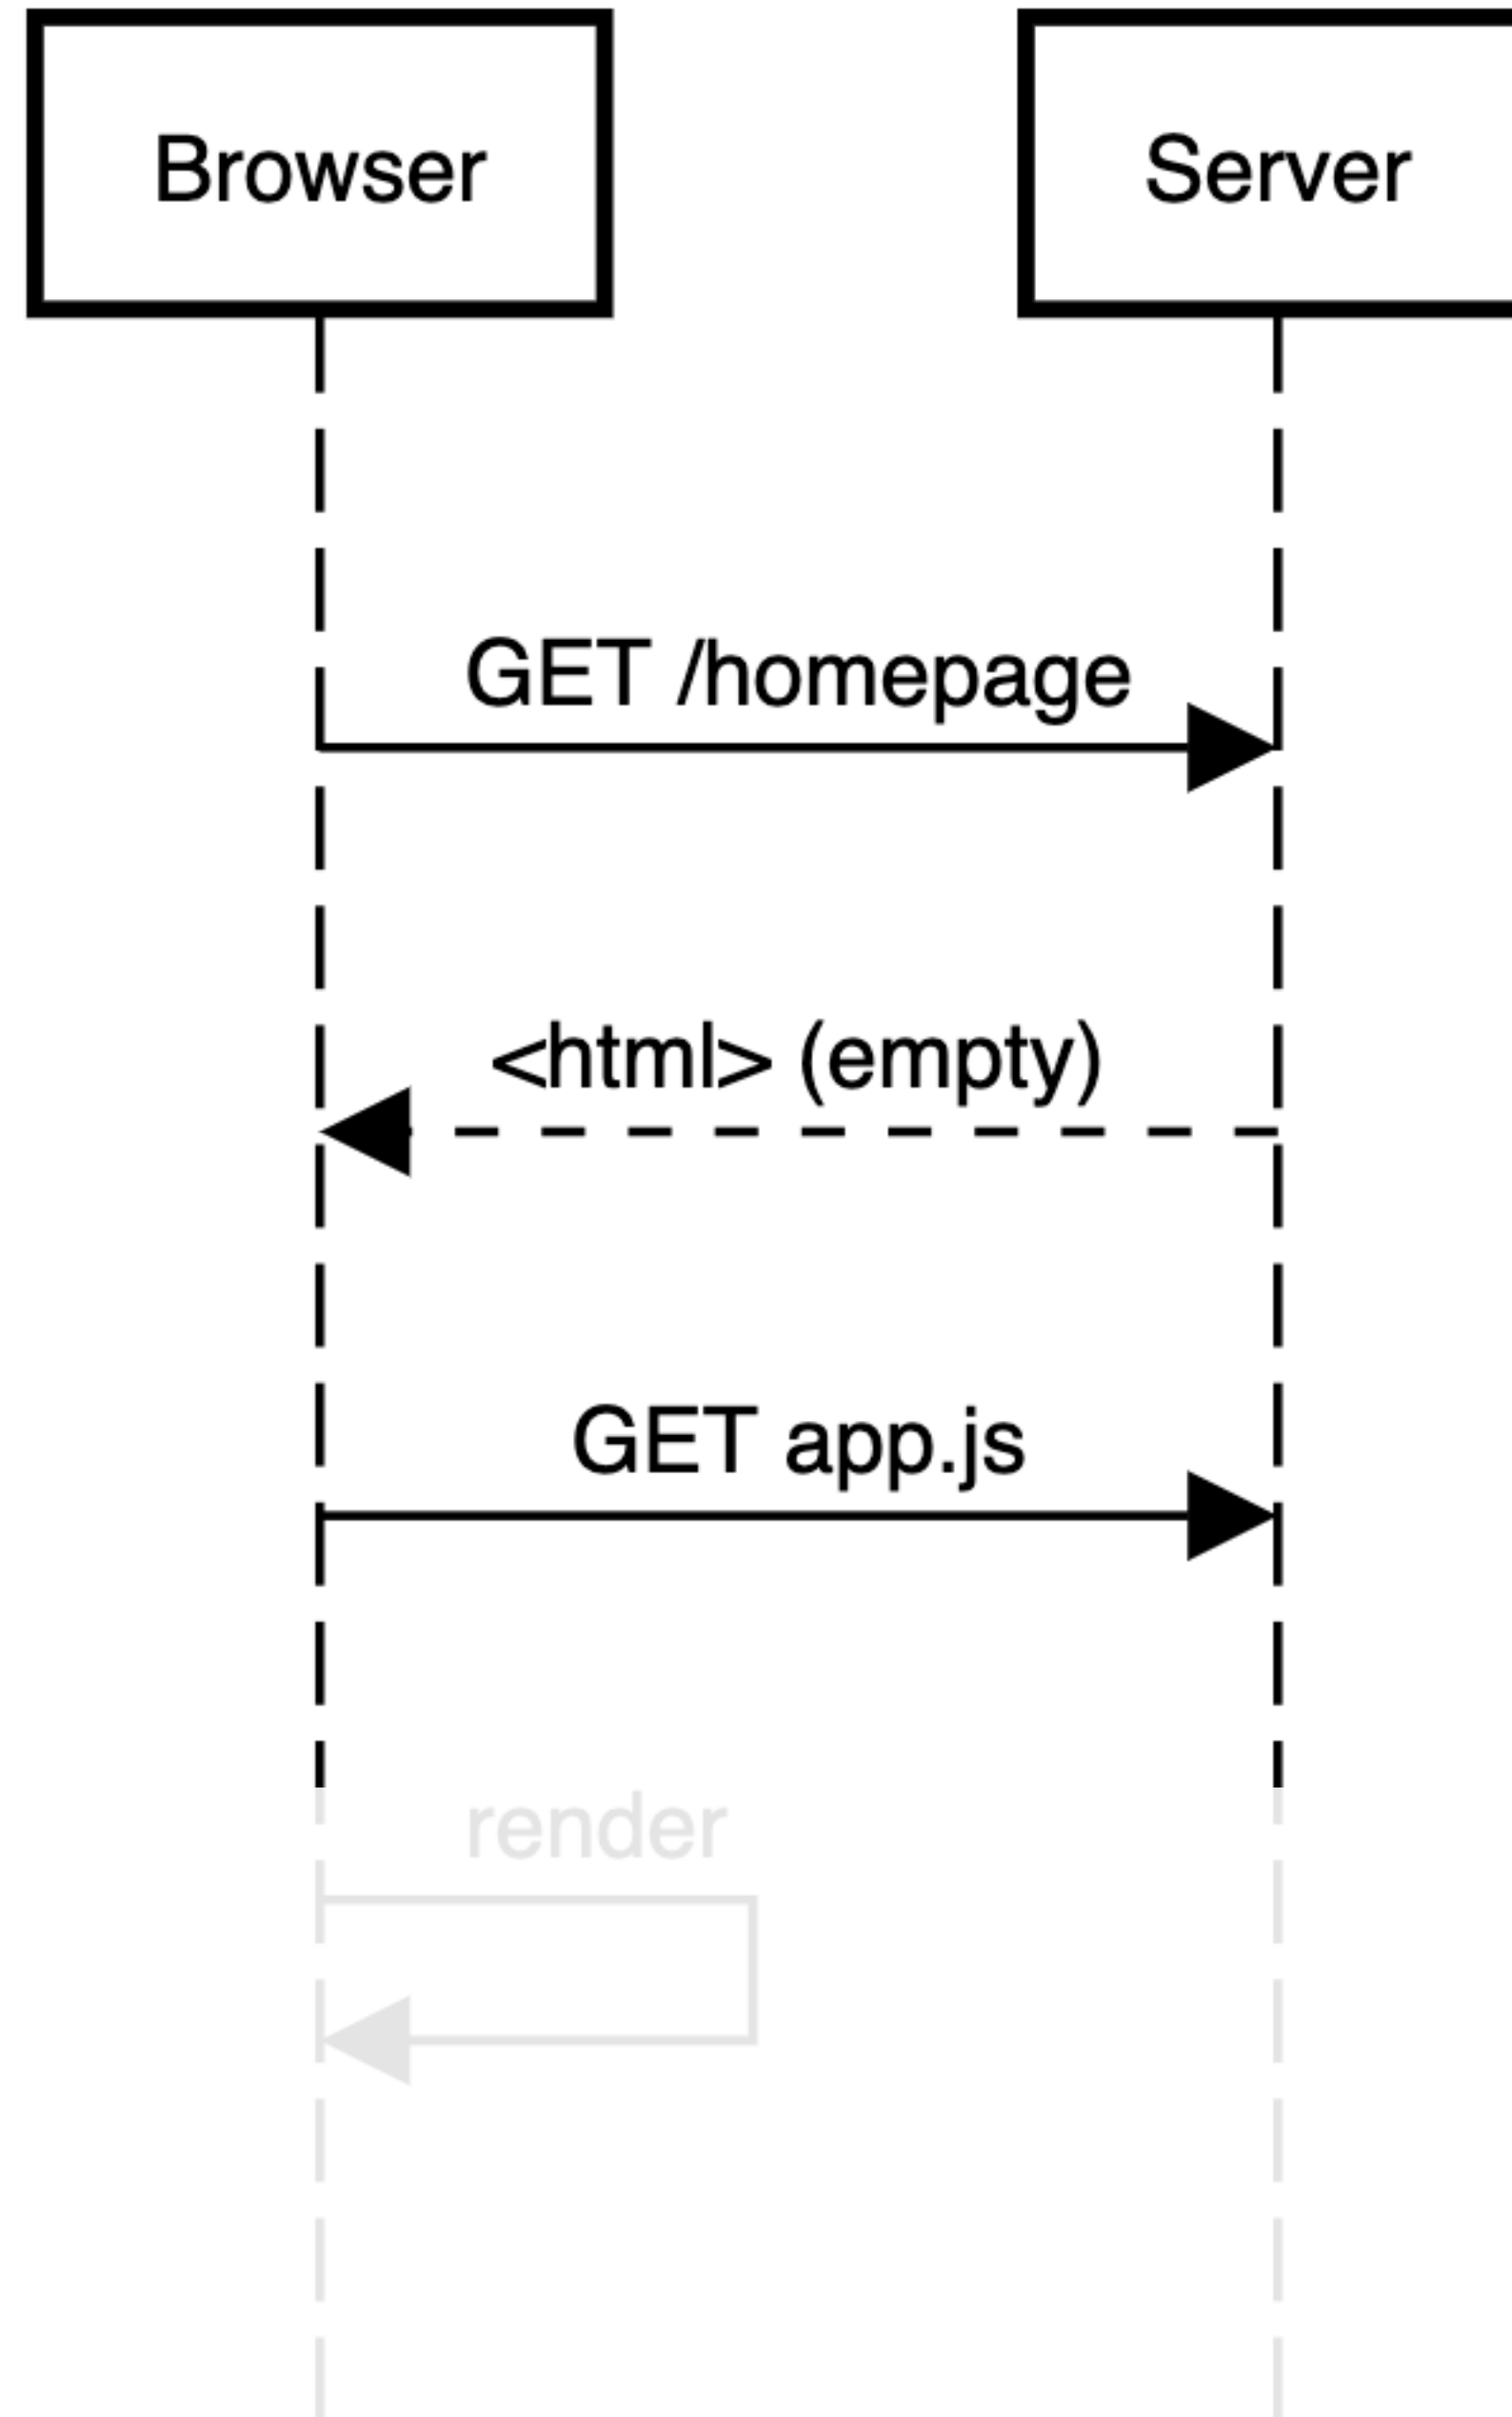 Browser
Server
GET /homepage
<html> (empty)
GET app.js
render